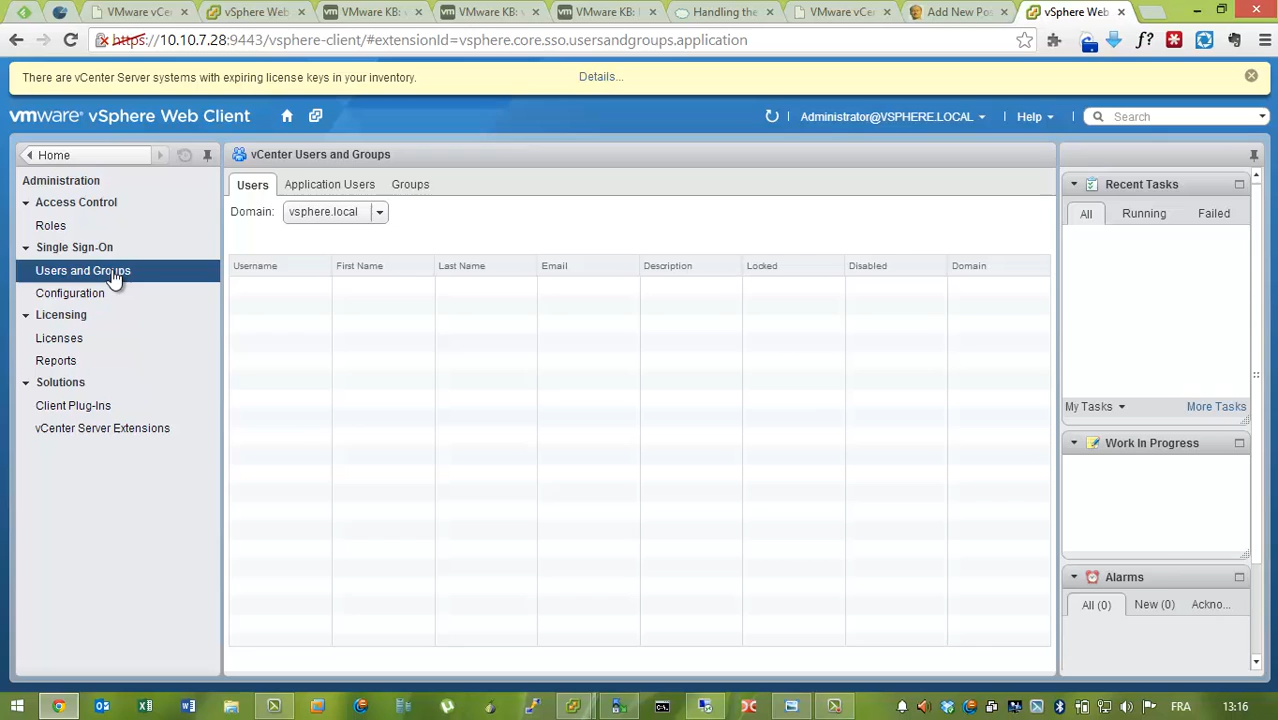 VMware vCen
vSphere Web
VMware KB: v
VMware KB: v
VMware KB: I
Handling the
VMware vCer
Add New Pos
vSphere Web
https://10.10.7.28:9443/vsphere-client/#extensionId=vsphere.core.sso.usersandgroups.application
There are vCenter Server systems with expiring license keys in your inventory.
Details...
vmware® vSphere Web Client
Administrator@VSPHERE.LOCAL
Help
Search
Home
Administration
Access Control
Roles
Single Sign-On
Users and Groups
Configuration
Licensing
Licenses
Reports
Solutions
Client Plug-Ins
vCenter Server Extensions
vCenter Users and Groups
Users
Application Users
Groups
Domain:
vsphere.local
Username
First Name
Last Name
Email
Description
Locked
Disabled
Domain
Recent Tasks
All
Running
Failed
My Tasks
More Tasks
Work In Progress
Alarms
All (0)
New (0)
Ackno...
FRA
13:16